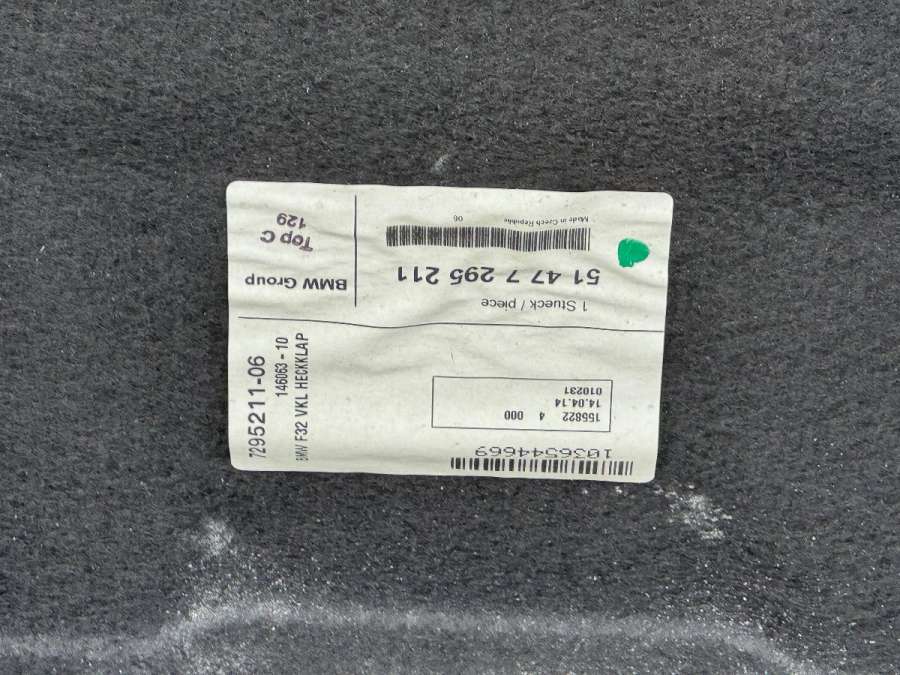 1036544669
155822 4 000
14.04.14
010231
1 Stueck / piece
51 47 7 295 211
06
Made in Czech Republic
BMW Group
Top C
129
7295211-06
146063-10
BMW F32 VKL HECKKLAP